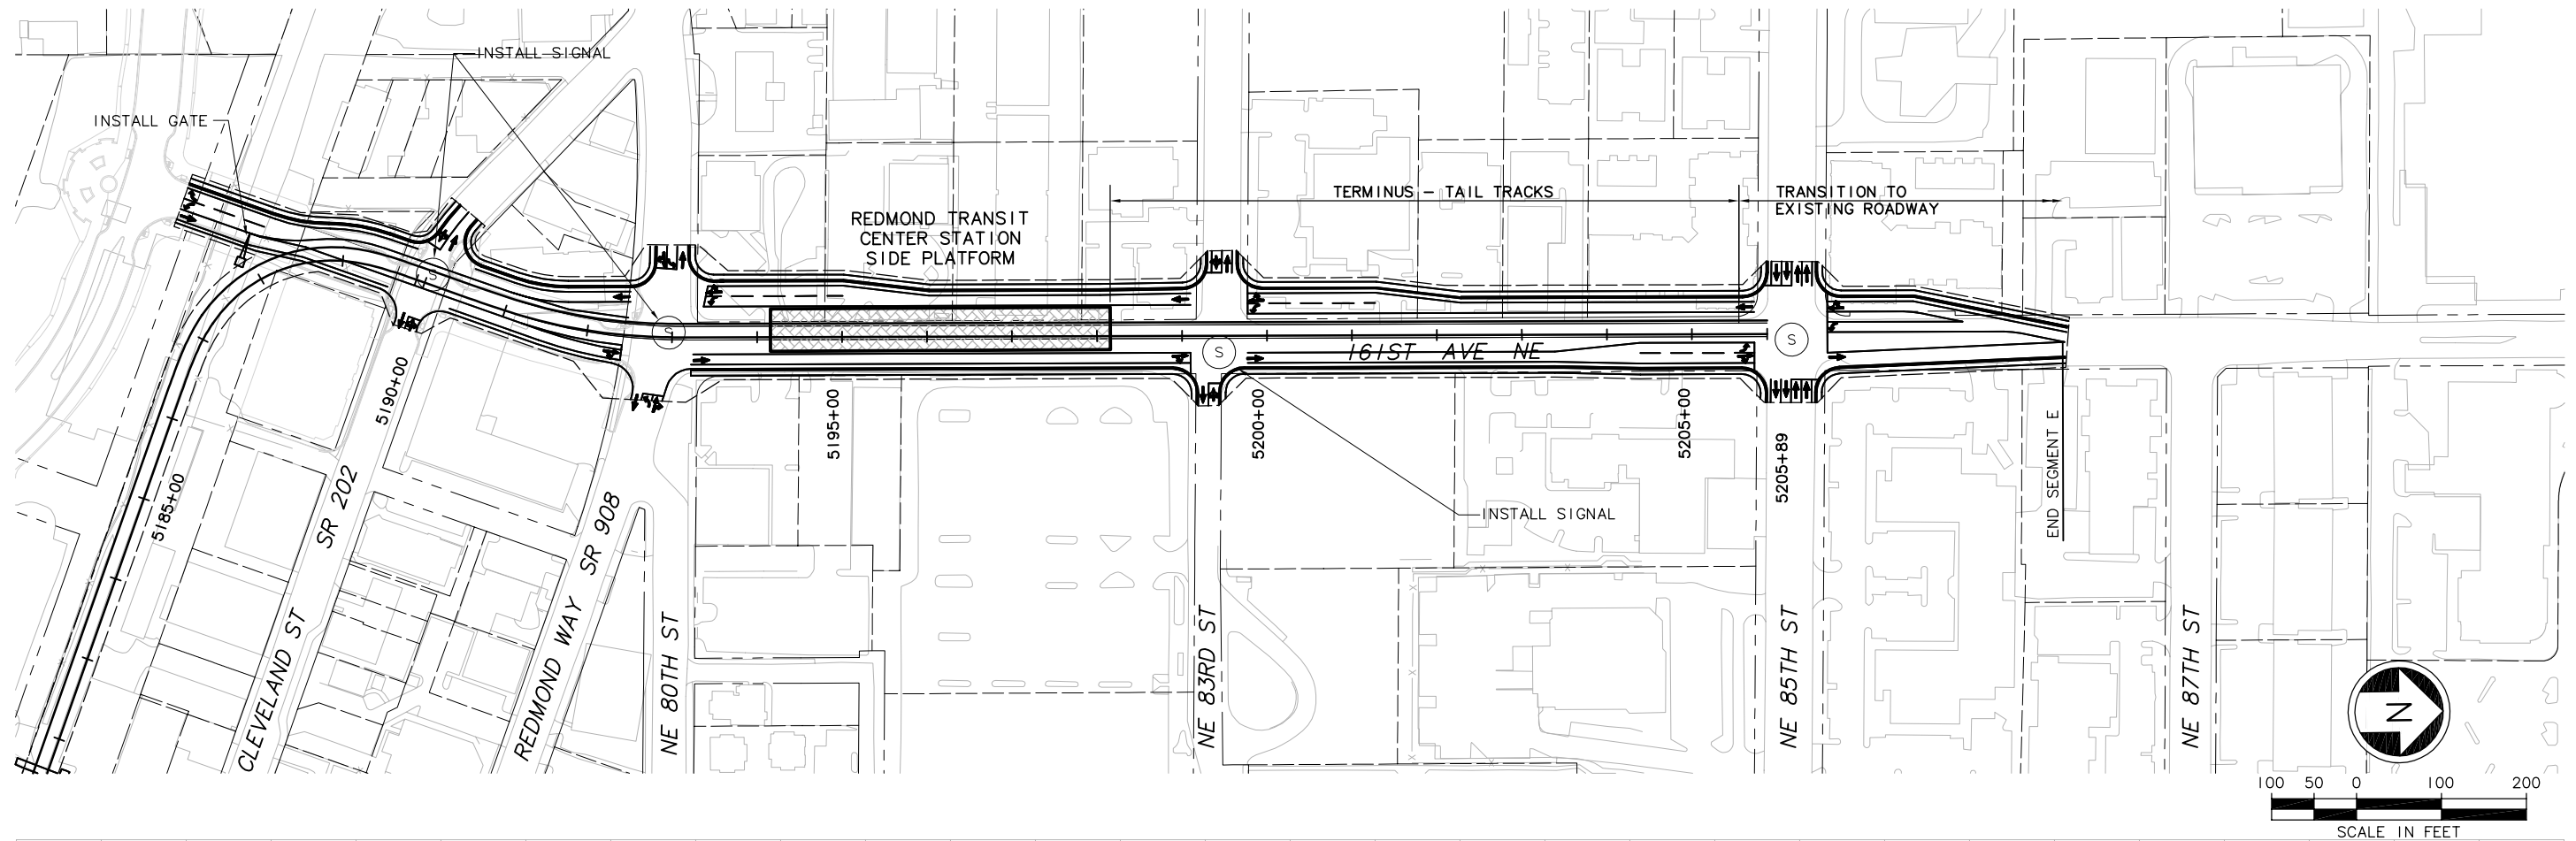 INSTALL SIGNAL
INSTALL GATE
TERMINUS – TAIL TRACKS
TRANSITION TO
EXISTING ROADWAY
REDMOND TRANSIT
CENTER STATION
SIDE PLATFORM
S
S
S
S
161ST AVE NE
5185+00
5190+00
5195+00
5200+00
5205+00
5205+89
END SEGMENT E
INSTALL SIGNAL
CLEVELAND ST
SR 202
REDMOND WAY
SR 908
NE 80TH ST
NE 83RD ST
NE 85TH ST
NE 87TH ST
N
100 50 0 100 200
SCALE IN FEET